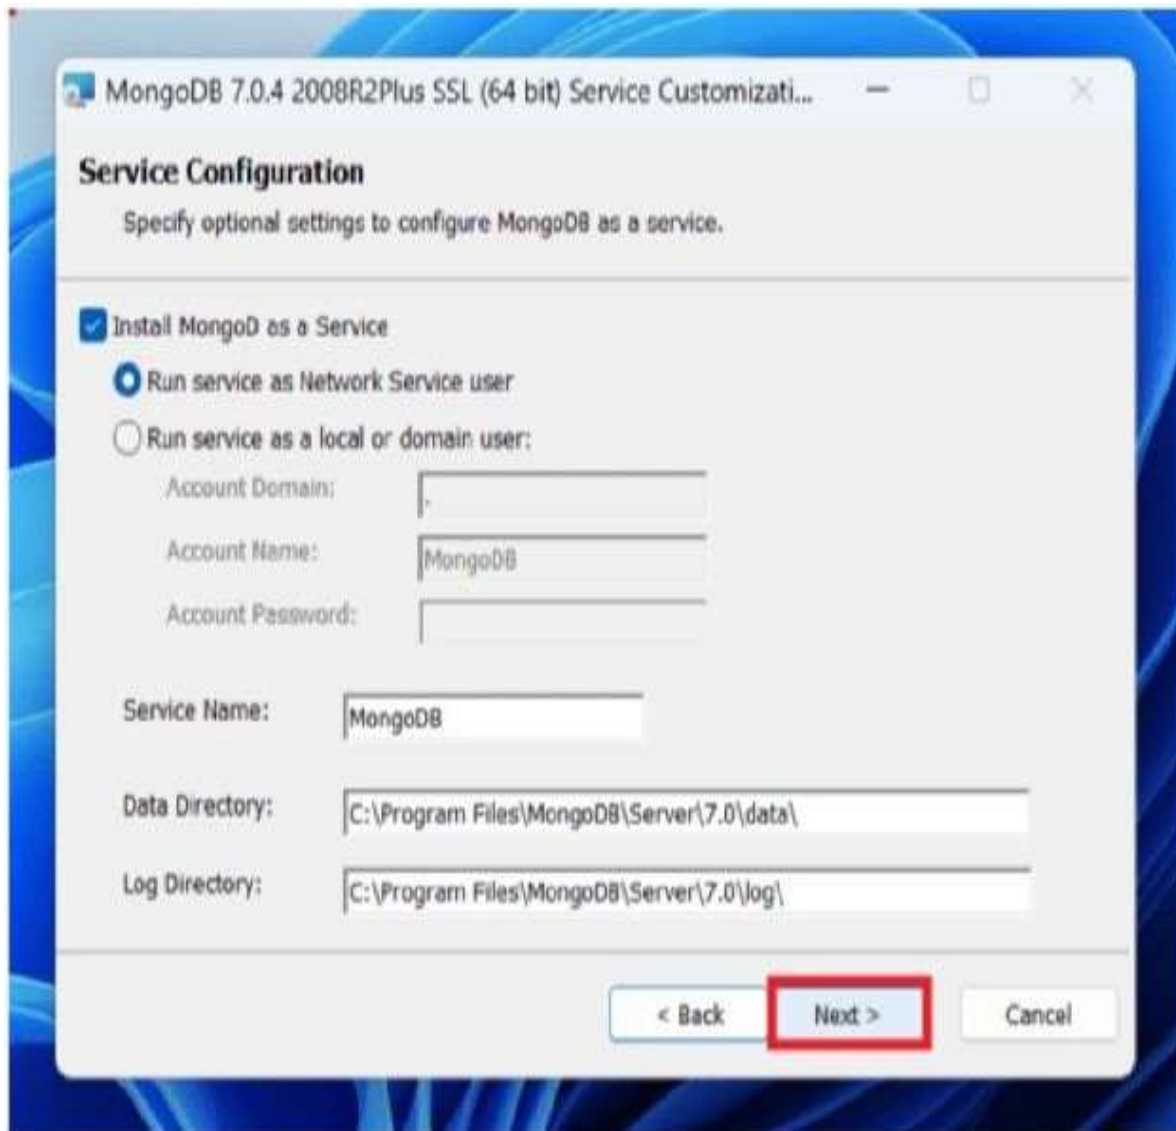 MongoDB 7.0.4 2008R2Plus SSL (64 bit) Service Customizati...
Service Configuration
Specify optional settings to configure MongoDB as a service.
Install MongoD as a Service
Run service as Network Service user
Run service as a local or domain user:
Account Domain: .
Account Name: MongoDB
Account Password:
Service Name: MongoDB
Data Directory: C:\Program Files\MongoDB\Server\7.0\data\
Log Directory: C:\Program Files\MongoDB\Server\7.0\log\
< Back Next > Cancel